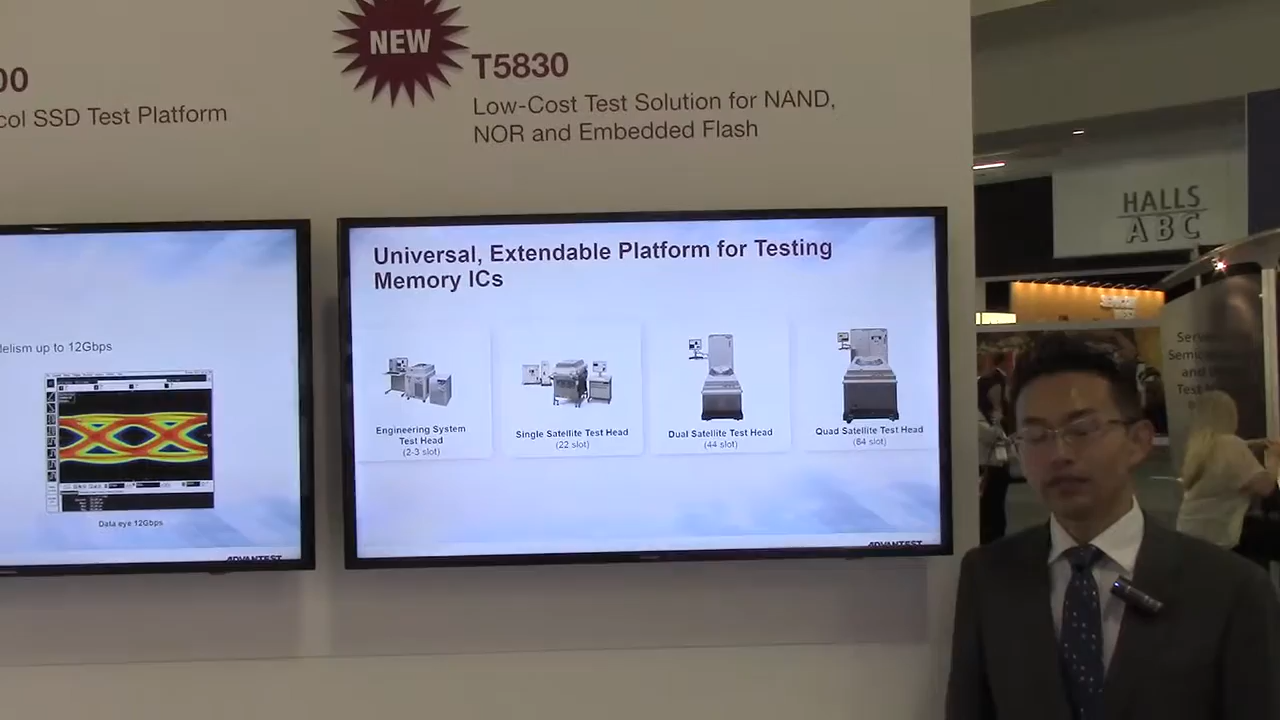 00
col SSD Test Platform
NEW
T5830
Low-Cost Test Solution for NAND,
NOR and Embedded Flash
elism up to 12Gbps
Data eye 12Gbps
ADVANTEST
Universal, Extendable Platform for Testing
Memory ICs
Engineering System
Test Head
(2-3 slot)
Single Satellite Test Head
(22 slot)
Dual Satellite Test Head
(44 slot)
Quad Satellite Test Head
(84 slot)
ADVANTEST
HALLS
A B C